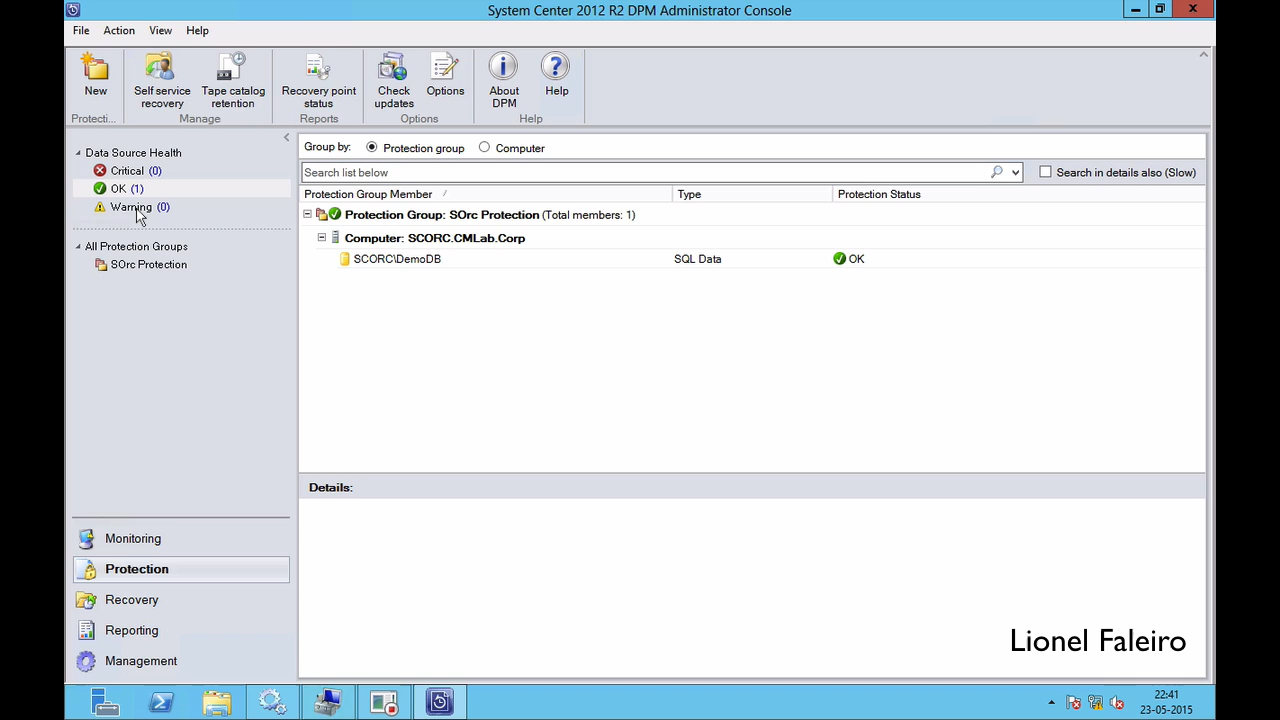 System Center 2012 R2 DPM Administrator Console
File Action View Help
New
Self service recovery
Tape catalog retention
Recovery point status
Check updates
Options
About DPM
Help
Protecti...
Manage
Reports
Options
Help
Data Source Health
Critical (0)
OK (1)
Warning (0)
All Protection Groups
SOrc Protection
Group by: Protection group Computer
Search list below
Search in details also (Slow)
Protection Group Member / Type Protection Status
Protection Group: SOrc Protection (Total members: 1)
Computer: SCORC.CMLab.Corp
SCORC\DemoDB SQL Data OK
Details:
Monitoring
Protection
Recovery
Reporting
Management
Lionel Faleiro
22:41
23-05-2015